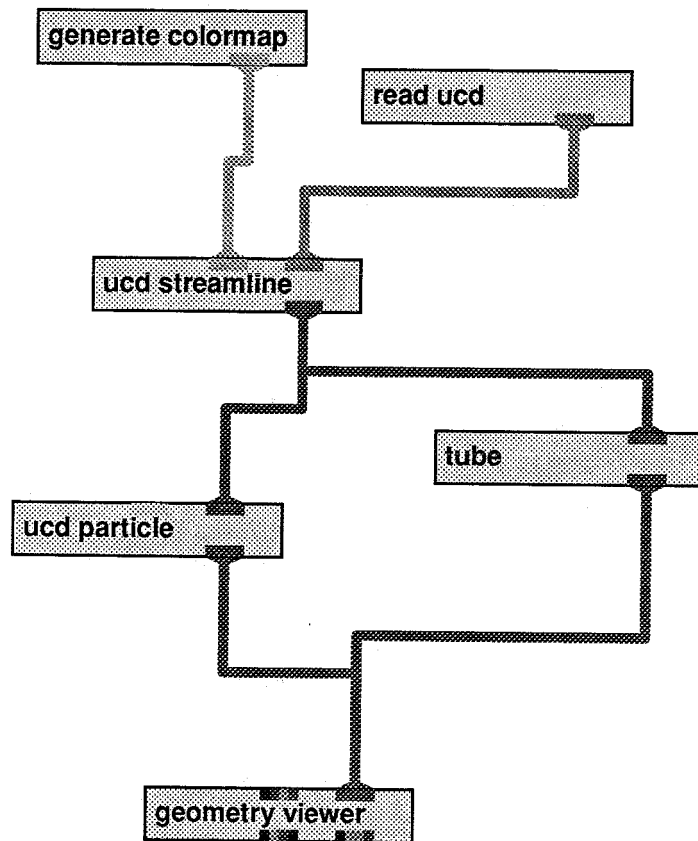 generate colormap
read ucd
ucd streamline
tube
ucd particle
geometry viewer